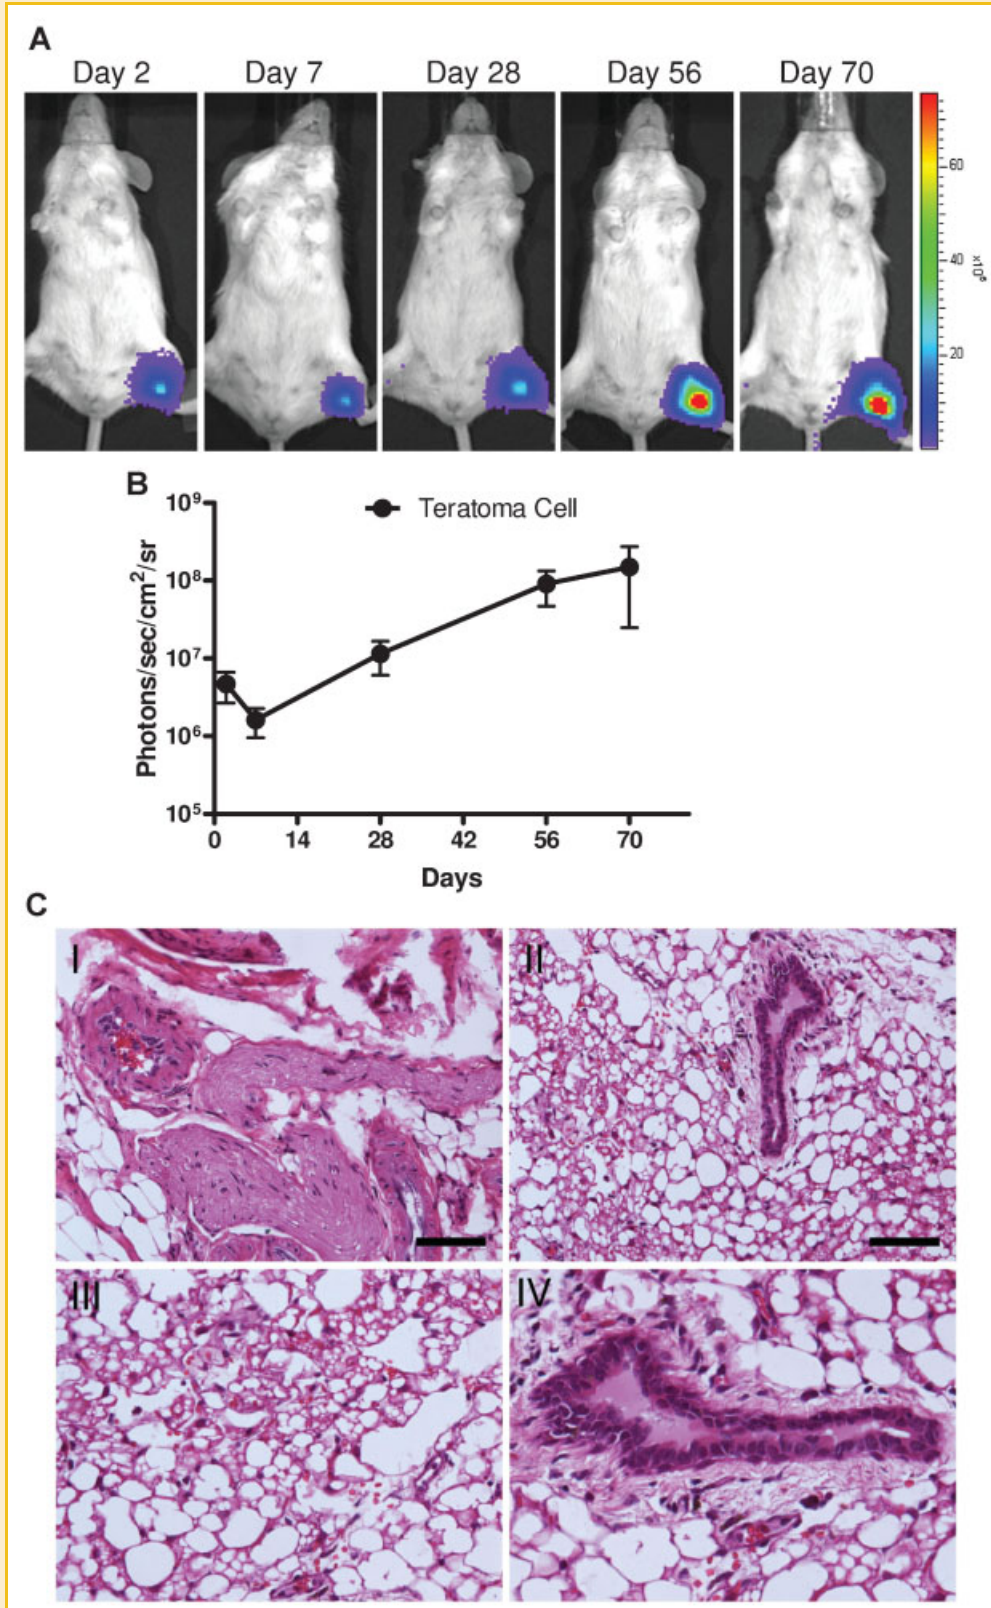 A
Day 2 Day 7 Day 28 Day 56 Day 70
60
40
20
x10⁶
B
Teratoma Cell
10⁹
10⁸
10⁷
10⁶
10⁵
Photons/sec/cm²/sr
0 14 28 42 56 70
Days
C
I II
III IV